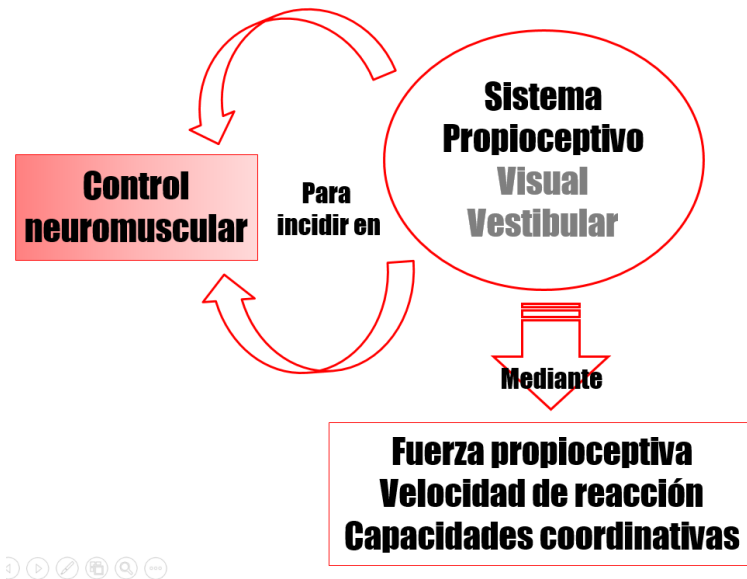 Sistema
Propioceptivo
Visual
Vestibular
Control
neuromuscular
Para
incidir en
Mediante
Fuerza propioceptiva
Velocidad de reacción
Capacidades coordinativas